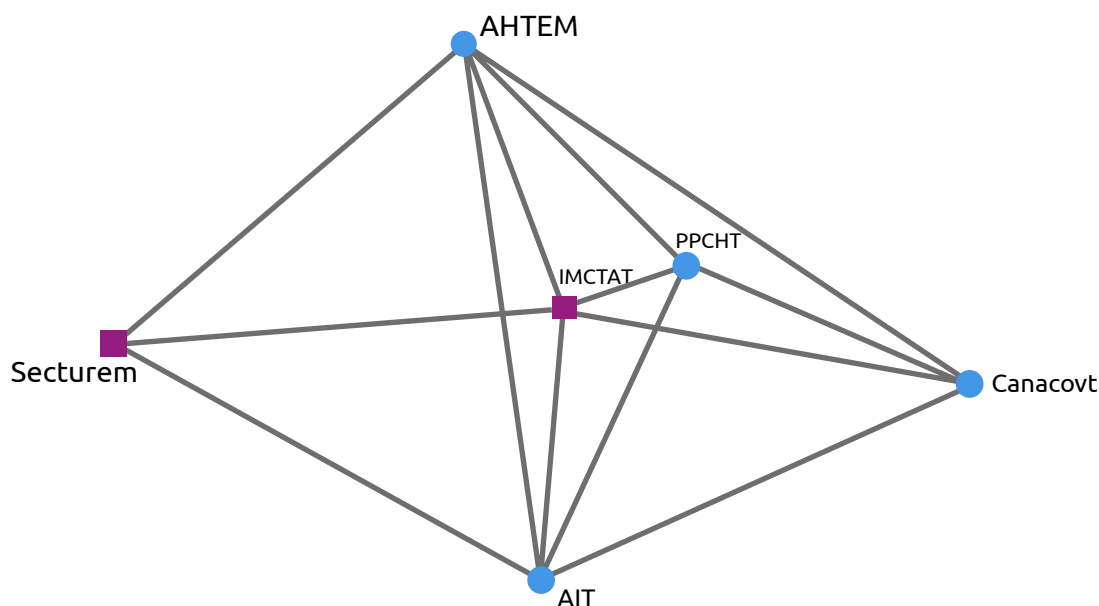 AHTEM
PPCHT
IMCTAT
Secturem
Canacovt
AIT